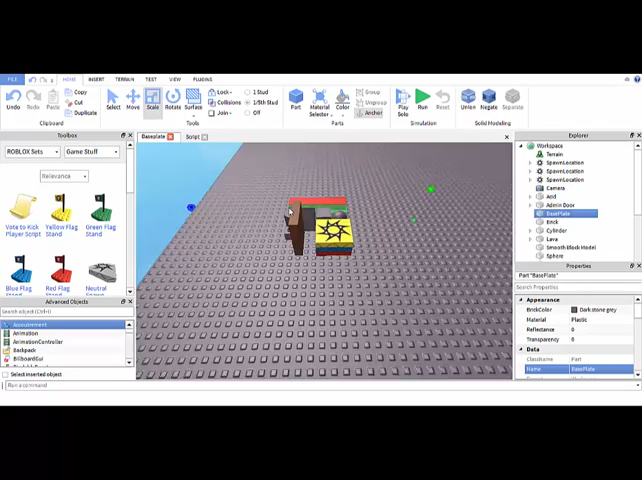 FILE HOME INSERT TERRAIN TEST VIEW PLUGINS
Undo Redo Paste Copy Cut Duplicate
Select Move Scale Rotate Surface
Lock Collisions Join
1 Stud
1/5th Stud
Off
Part Material Selector Color
Group
Ungroup
Anchor
Play Solo Run Reset
Union Negate Separate
Clipboard Tools Parts Simulation Solid Modeling
Toolbox
ROBLOX Sets Game Stuff
Relevance
Vote to Kick Player Script
Yellow Flag Stand
Green Flag Stand
Blue Flag
Red Flag
Neutral
Advanced Objects
Search object
Accoutrement
Animation
AnimationController
Backpack
BillboardGui
Select inserted object
Run a command
Baseplate Script
Explorer
Workspace
Terrain
SpawnLocation
SpawnLocation
SpawnLocation
Camera
Acid
Admin Door
BasePlate
Brick
Cylinder
Lava
Smooth Block Model
Sphere
Properties
Part "BasePlate"
Search Properties
Appearance
BrickColor Dark stone grey
Material Plastic
Reflectance 0
Transparency 0
Data
ClassName Part
Name BasePlate